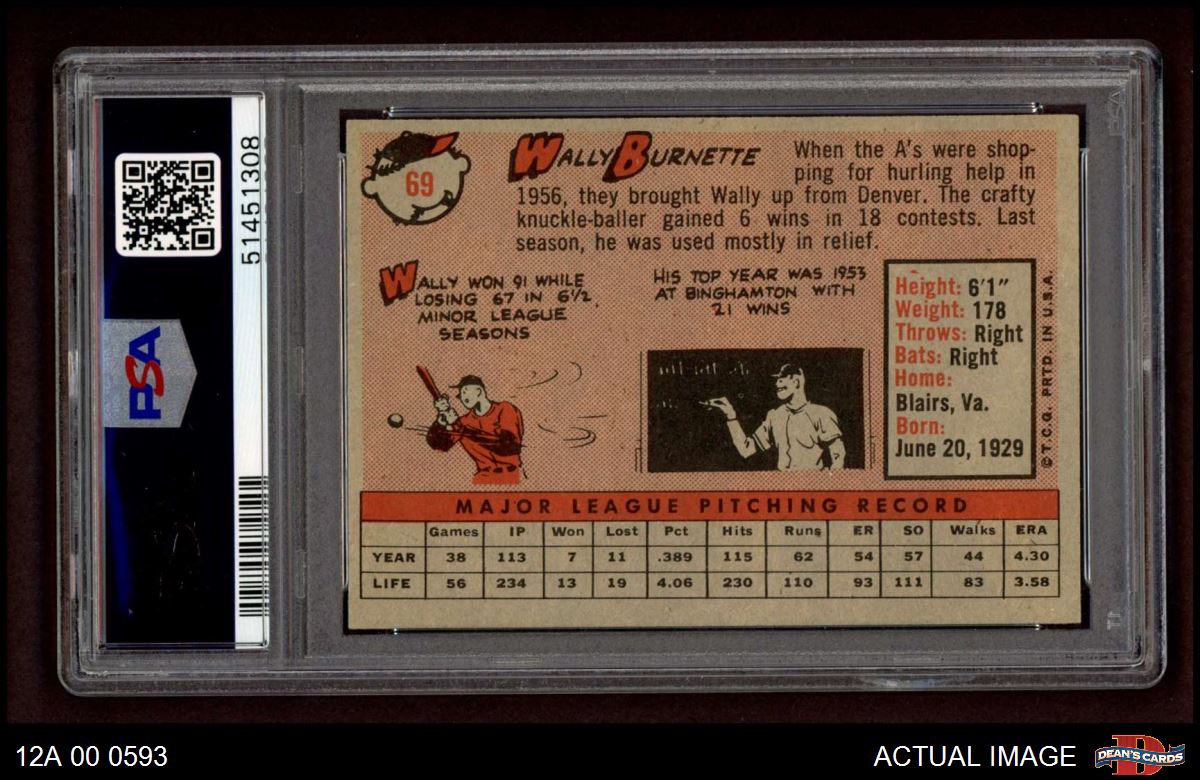 51451308
PSA
69
WALLY BURNETTE
When the A's were shop-
ping for hurling help in
1956, they brought Wally up from Denver. The crafty
knuckle-baller gained 6 wins in 18 contests. Last
season, he was used mostly in relief.
WALLY WON 91 WHILE
LOSING 67 IN 6½
MINOR LEAGUE
SEASONS
HIS TOP YEAR WAS 1953
AT BINGHAMTON WITH
21 WINS
Height: 6'1"
Weight: 178
Throws: Right
Bats: Right
Home:
Blairs, Va.
Born:
June 20, 1929
© T.C.G. PRTD. IN U.S.A.
MAJOR LEAGUE PITCHING RECORD
Games IP Won Lost Pct Hits Runs ER SO Walks ERA
YEAR 38 113 7 11 .389 115 62 54 57 44 4.30
LIFE 56 234 13 19 4.06 230 110 93 111 83 3.58
12A 00 0593
ACTUAL IMAGE
DEAN'S CARDS